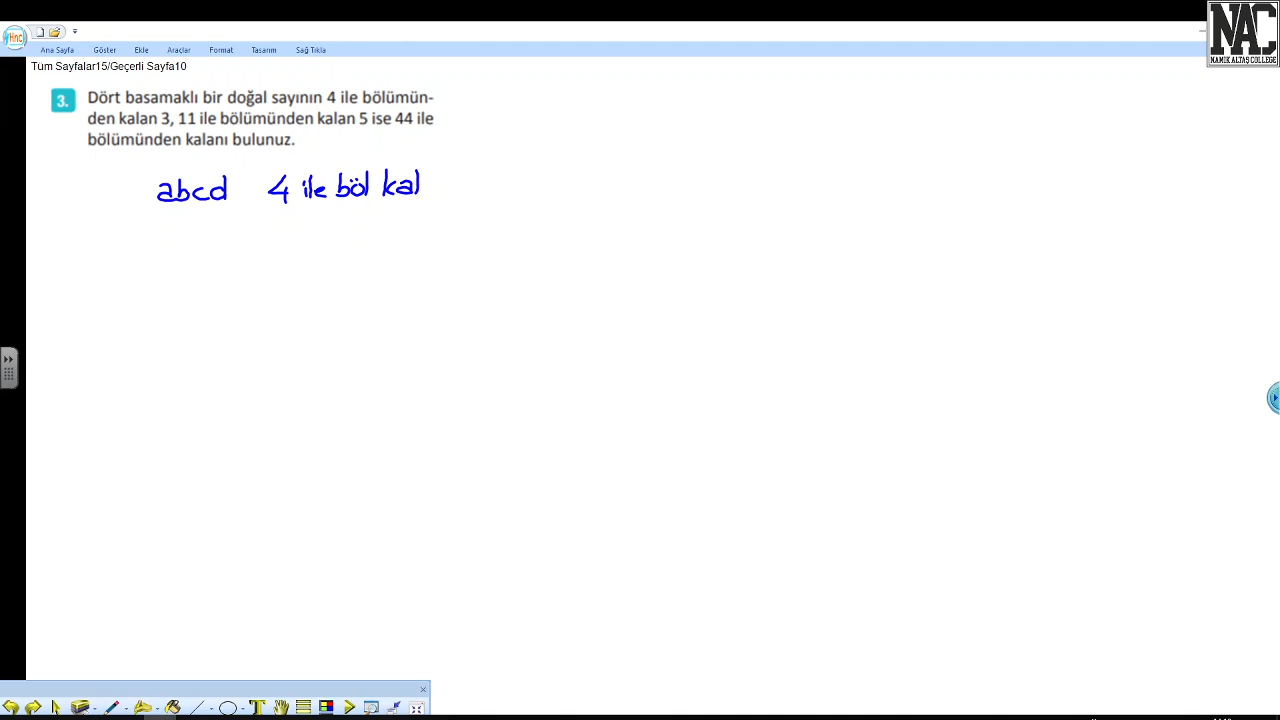 Hnc
Ana Sayfa Göster Ekle Araçlar Format Tasarım Sağ Tıkla
Tüm Sayfalar15/Geçerli Sayfa10
NAC
NAMIK ALTAŞ COLLEGE
3. Dört basamaklı bir doğal sayının 4 ile bölümün-
den kalan 3, 11 ile bölümünden kalan 5 ise 44 ile
bölümünden kalanı bulunuz.
abcd 4 ile böl kal